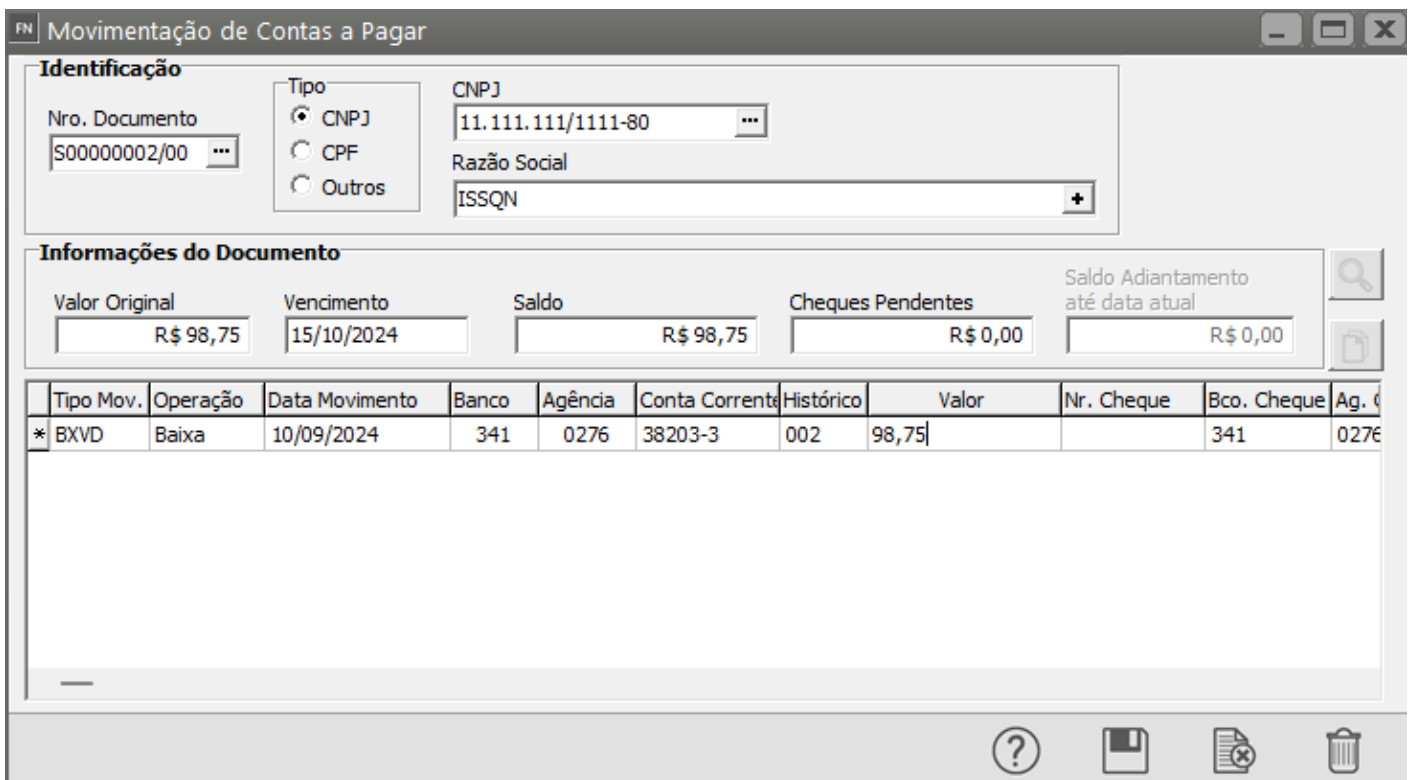 FN Movimentação de Contas a Pagar
Identificação
Tipo
CNPJ
Nro. Documento
CNPJ
11.111.111/1111-80 ...
S00000002/00 ...
CPF
Razão Social
Outros
ISSQN +
Informações do Documento
Saldo Adiantamento
até data atual
Valor Original Vencimento Saldo Cheques Pendentes
R$ 98,75 15/10/2024 R$ 98,75 R$ 0,00 R$ 0,00
Tipo Mov. Operação Data Movimento Banco Agência Conta Corrente Histórico Valor Nr. Cheque Bco. Cheque Ag.
* BXVD Baixa 10/09/2024 341 0276 38203-3 002 98,75 341 0276
?